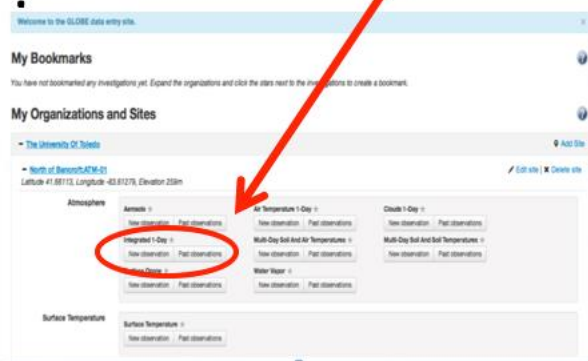 Welcome to the GLOBE data entry site.
My Bookmarks
You have not bookmarked any investigations yet. Expand the organizations and click the stars next to the investigations to create a bookmark.
My Organizations and Sites
The University Of Toledo
Add Site
North of Bancroft:ATM-01
Edit site | Delete site
Latitude 41.68113, Longitude -83.61279, Elevation 259m
Atmosphere
Aerosols Air Temperature 1-Day Clouds 1-Day
New observation Past observations New observation Past observations New observation Past observations
Integrated 1-Day Multi-Day Soil And Air Temperatures Multi-Day Soil And Soil Temperatures
New observation Past observations New observation Past observations New observation Past observations
Surface Ozone Water Vapor
New observation Past observations New observation Past observations
Surface Temperature
Surface Temperature
New observation Past observations